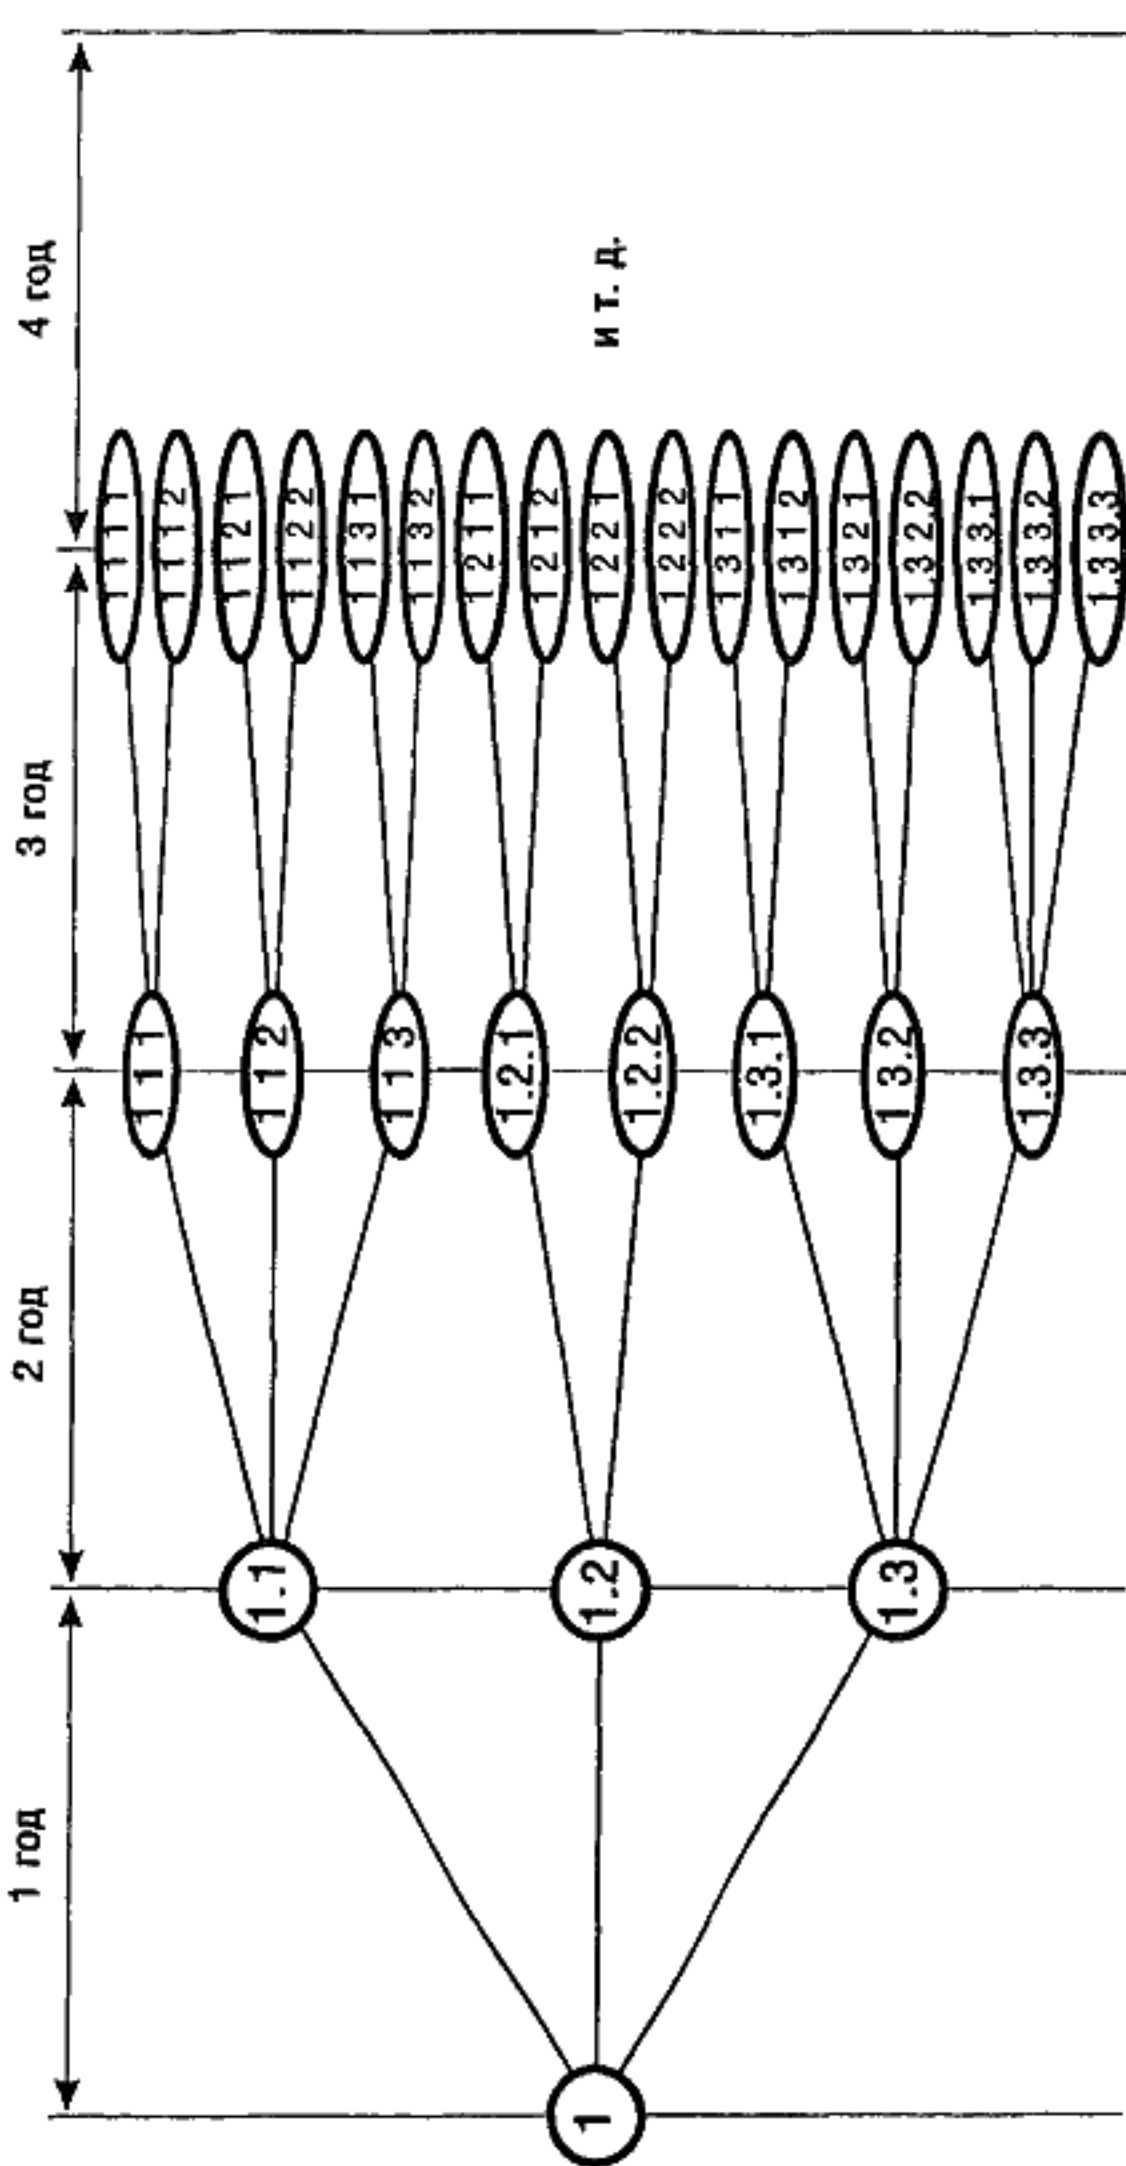 1 год
2 год
3 год
4 год
1
1.1
1.2
1.3
1 1 1
1 1 2
1 1 3
1.2.1
1.2.2
1.3.1
1 3.2
1.3.3
1 1 1 1
1 1 1 2
1 1 2 1
1 1 2 2
1 1 3 1
1 1 3 2
1 2 1 1
1 2 1 2
1 2 2 1
1 2 2 2
1 3 1 1
1 3 1 2
1 3 2 1
1.3 2.2
1.3 3.1
1.3 3.2
1.3 3.3
и т. д.